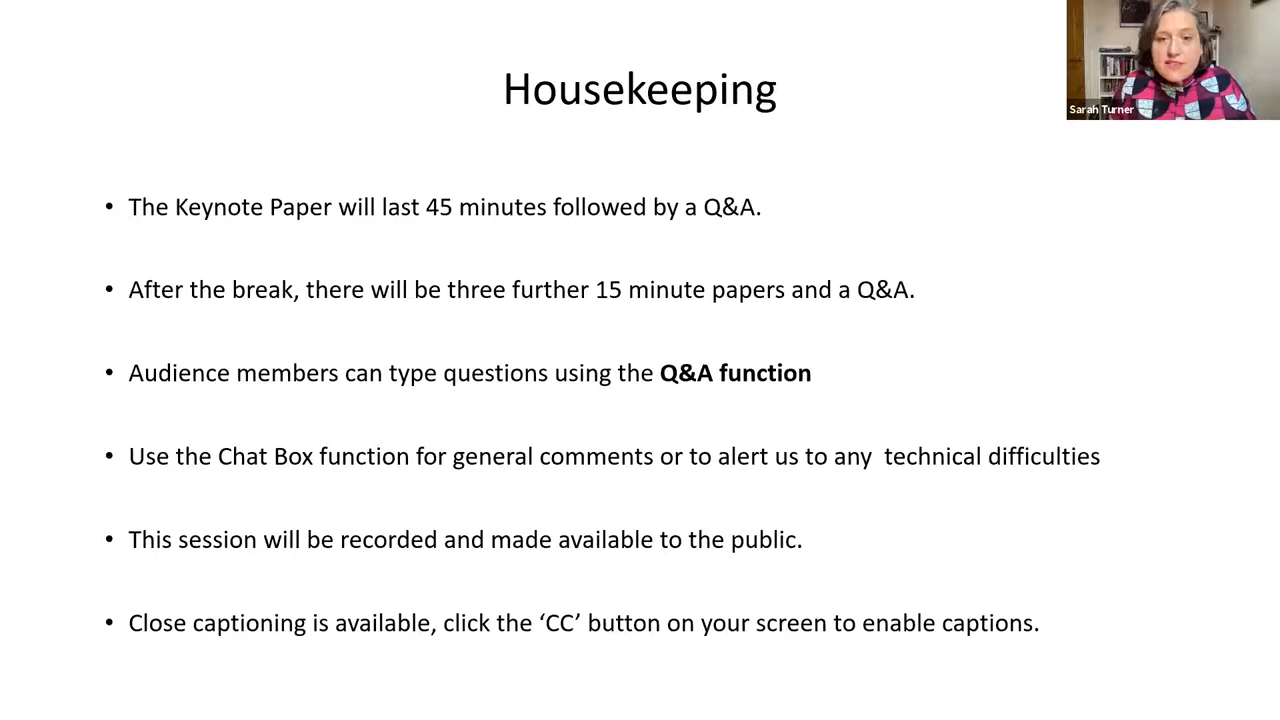 Housekeeping
Sarah Turner
• The Keynote Paper will last 45 minutes followed by a Q&A.
• After the break, there will be three further 15 minute papers and a Q&A.
• Audience members can type questions using the Q&A function
• Use the Chat Box function for general comments or to alert us to any  technical difficulties
• This session will be recorded and made available to the public.
• Close captioning is available, click the ‘CC’ button on your screen to enable captions.